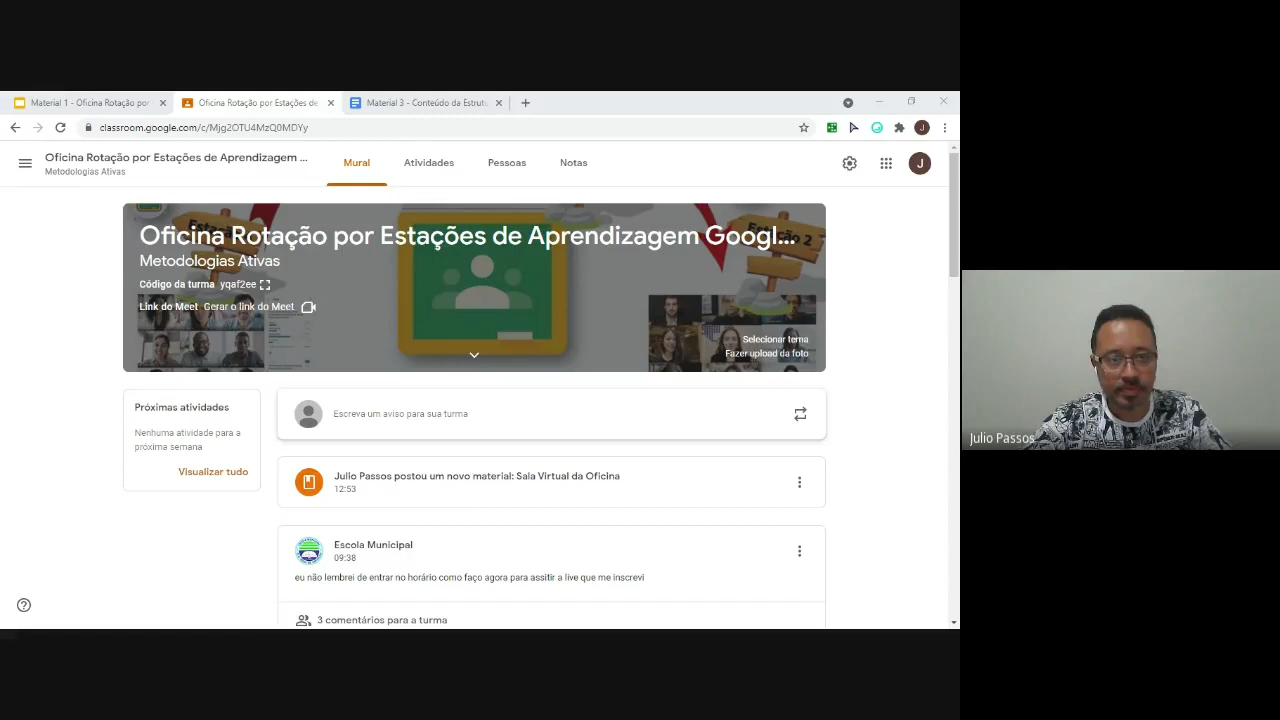 Material 1 - Oficina Rotação por
Oficina Rotação por Estações de
Material 3 - Conteúdo da Estrutu
classroom.google.com/c/Mjg2OTU4MzQ0MDYy
Oficina Rotação por Estações de Aprendizagem ...
Metodologias Ativas
Mural
Atividades
Pessoas
Notas
J
J
Estação 2
Oficina Rotação por Estações de Aprendizagem Googl...
Metodologias Ativas
Código da turma yqaf2ee
Link do Meet Gerar o link do Meet
Selecionar tema
Fazer upload da foto
Próximas atividades
Nenhuma atividade para a
próxima semana
Visualizar tudo
Escreva um aviso para sua turma
Julio Passos postou um novo material: Sala Virtual da Oficina
12:53
Escola Municipal
09:38
eu não lembrei de entrar no horário como faço agora para assitir a live que me inscrevi
3 comentários para a turma
Julio Passos